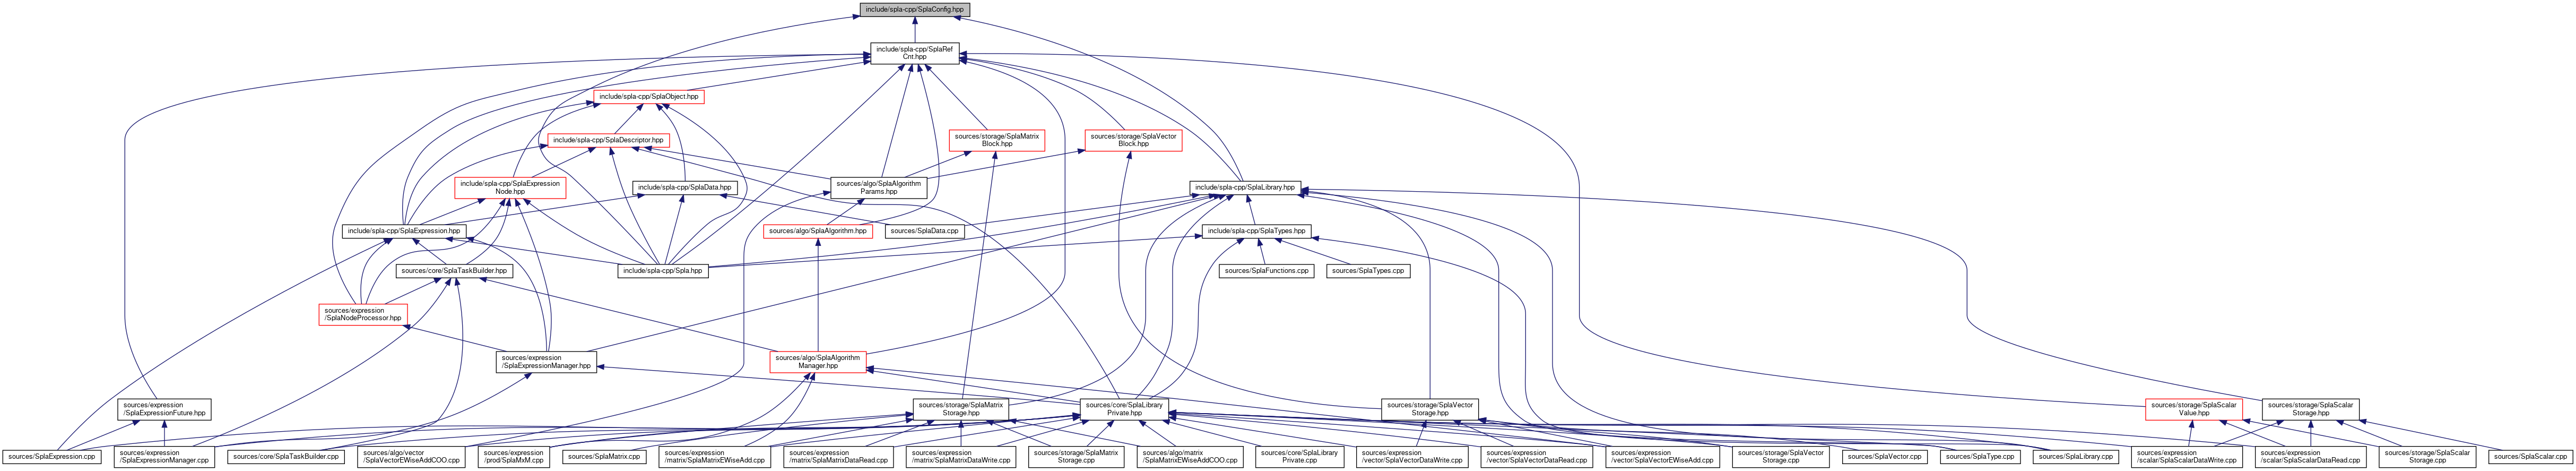 include/spla-cpp/SplaConfig.hpp
include/spla-cpp/SplaRef
Cnt.hpp
include/spla-cpp/SplaObject.hpp
include/spla-cpp/SplaDescriptor.hpp
sources/storage/SplaMatrix
Block.hpp
sources/storage/SplaVector
Block.hpp
include/spla-cpp/SplaExpression
Node.hpp
include/spla-cpp/SplaData.hpp
sources/algo/SplaAlgorithm
Params.hpp
include/spla-cpp/SplaLibrary.hpp
include/spla-cpp/SplaExpression.hpp
sources/algo/SplaAlgorithm.hpp
sources/SplaData.cpp
include/spla-cpp/SplaTypes.hpp
sources/core/SplaTaskBuilder.hpp
include/spla-cpp/Spla.hpp
sources/SplaFunctions.cpp
sources/SplaTypes.cpp
sources/expression
/SplaNodeProcessor.hpp
sources/expression
/SplaExpressionManager.hpp
sources/algo/SplaAlgorithm
Manager.hpp
sources/expression
/SplaExpressionFuture.hpp
sources/storage/SplaMatrix
Storage.hpp
sources/core/SplaLibrary
Private.hpp
sources/storage/SplaVector
Storage.hpp
sources/storage/SplaScalar
Value.hpp
sources/storage/SplaScalar
Storage.hpp
sources/SplaExpression.cpp
sources/expression
/SplaExpressionManager.cpp
sources/core/SplaTaskBuilder.cpp
sources/algo/vector
/SplaVectorEWiseAddCOO.cpp
sources/expression
/prod/SplaMxM.cpp
sources/SplaMatrix.cpp
sources/expression
/matrix/SplaMatrixEWiseAdd.cpp
sources/expression
/matrix/SplaMatrixDataRead.cpp
sources/expression
/matrix/SplaMatrixDataWrite.cpp
sources/storage/SplaMatrix
Storage.cpp
sources/algo/matrix
/SplaMatrixEWiseAddCOO.cpp
sources/core/SplaLibrary
Private.cpp
sources/expression
/vector/SplaVectorDataWrite.cpp
sources/expression
/vector/SplaVectorDataRead.cpp
sources/expression
/vector/SplaVectorEWiseAdd.cpp
sources/storage/SplaVector
Storage.cpp
sources/SplaVector.cpp
sources/SplaType.cpp
sources/SplaLibrary.cpp
sources/expression
/scalar/SplaScalarDataWrite.cpp
sources/expression
/scalar/SplaScalarDataRead.cpp
sources/storage/SplaScalar
Storage.cpp
sources/SplaScalar.cpp